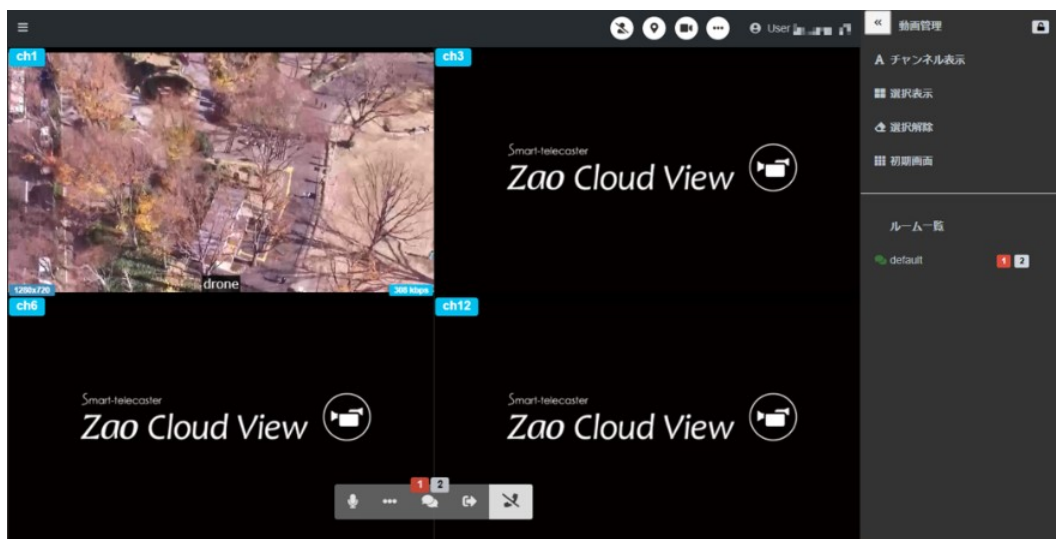 User
« 動画管理
ch1
ch3
A チャンネル表示
選択表示
選択解除
初期画面
Smart-telecaster
Zao Cloud View
ルーム一覧
default 1 2
drone
1280x720
368 kbps
ch6
ch12
Smart-telecaster
Zao Cloud View
Smart-telecaster
Zao Cloud View
1 2